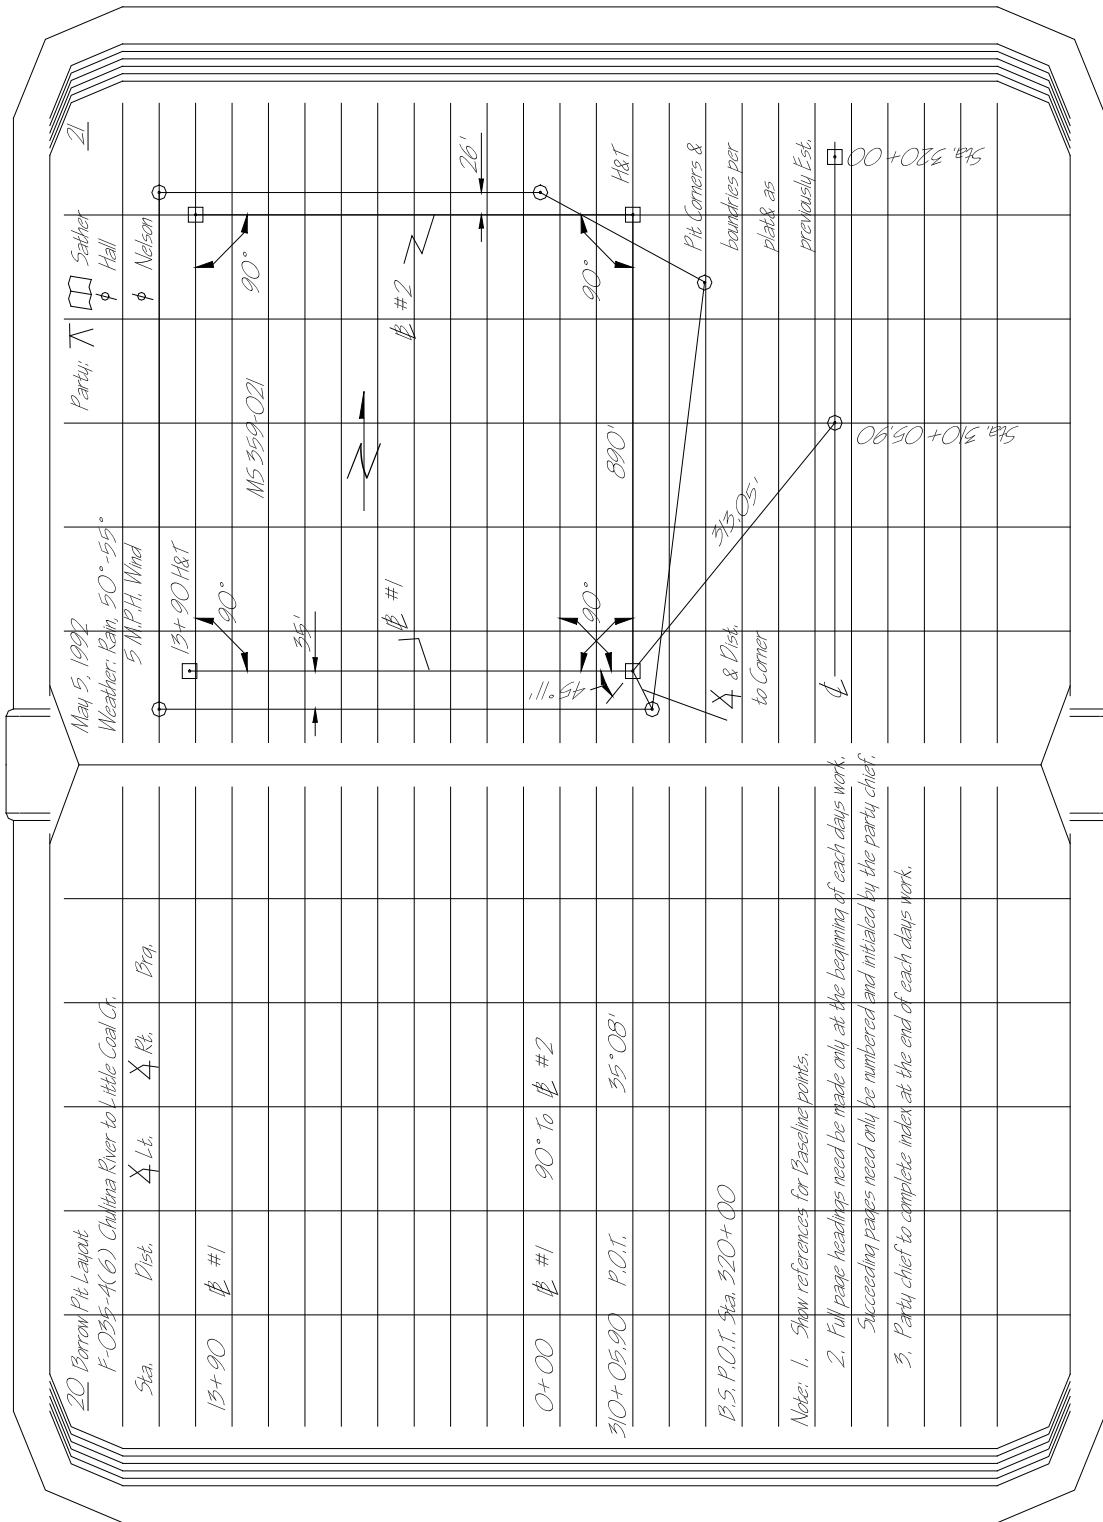 20 Borrow Pit Layout
F-035-4(6) Chulitna River to Little Coal Cr.
Sta. Dist. ∡ Lt. ∡ Rt. Brg.
13+90 ℄ #1
0+00 ℄ #1 90° To ℄ #2
310+05.90 P.O.T. 35°08'
B.S. P.O.T. Sta. 320+00
Note: 1. Show references for Baseline points.
2. Full page headings need be made only at the beginning of each days work.
Succeeding pages need only be numbered and initialed by the party chief.
3. Party chief to complete index at the end of each days work.
May 5, 1992 Party: Sather 21
Weather: Rain, 50°-55° ϕ Hall
5 M.P.H. Wind ϕ Nelson
13+90 H&T
90°
90°
35'
26'
MS 359-021
N
B #1
B #2
90°
90°
890'
H&T
45°11'
∡ & Dist.
to Corner
313.05'
Pit Corners &
boundries per
plat& as
previously Est.
℄
Sta. 310+05.90
Sta. 320+00